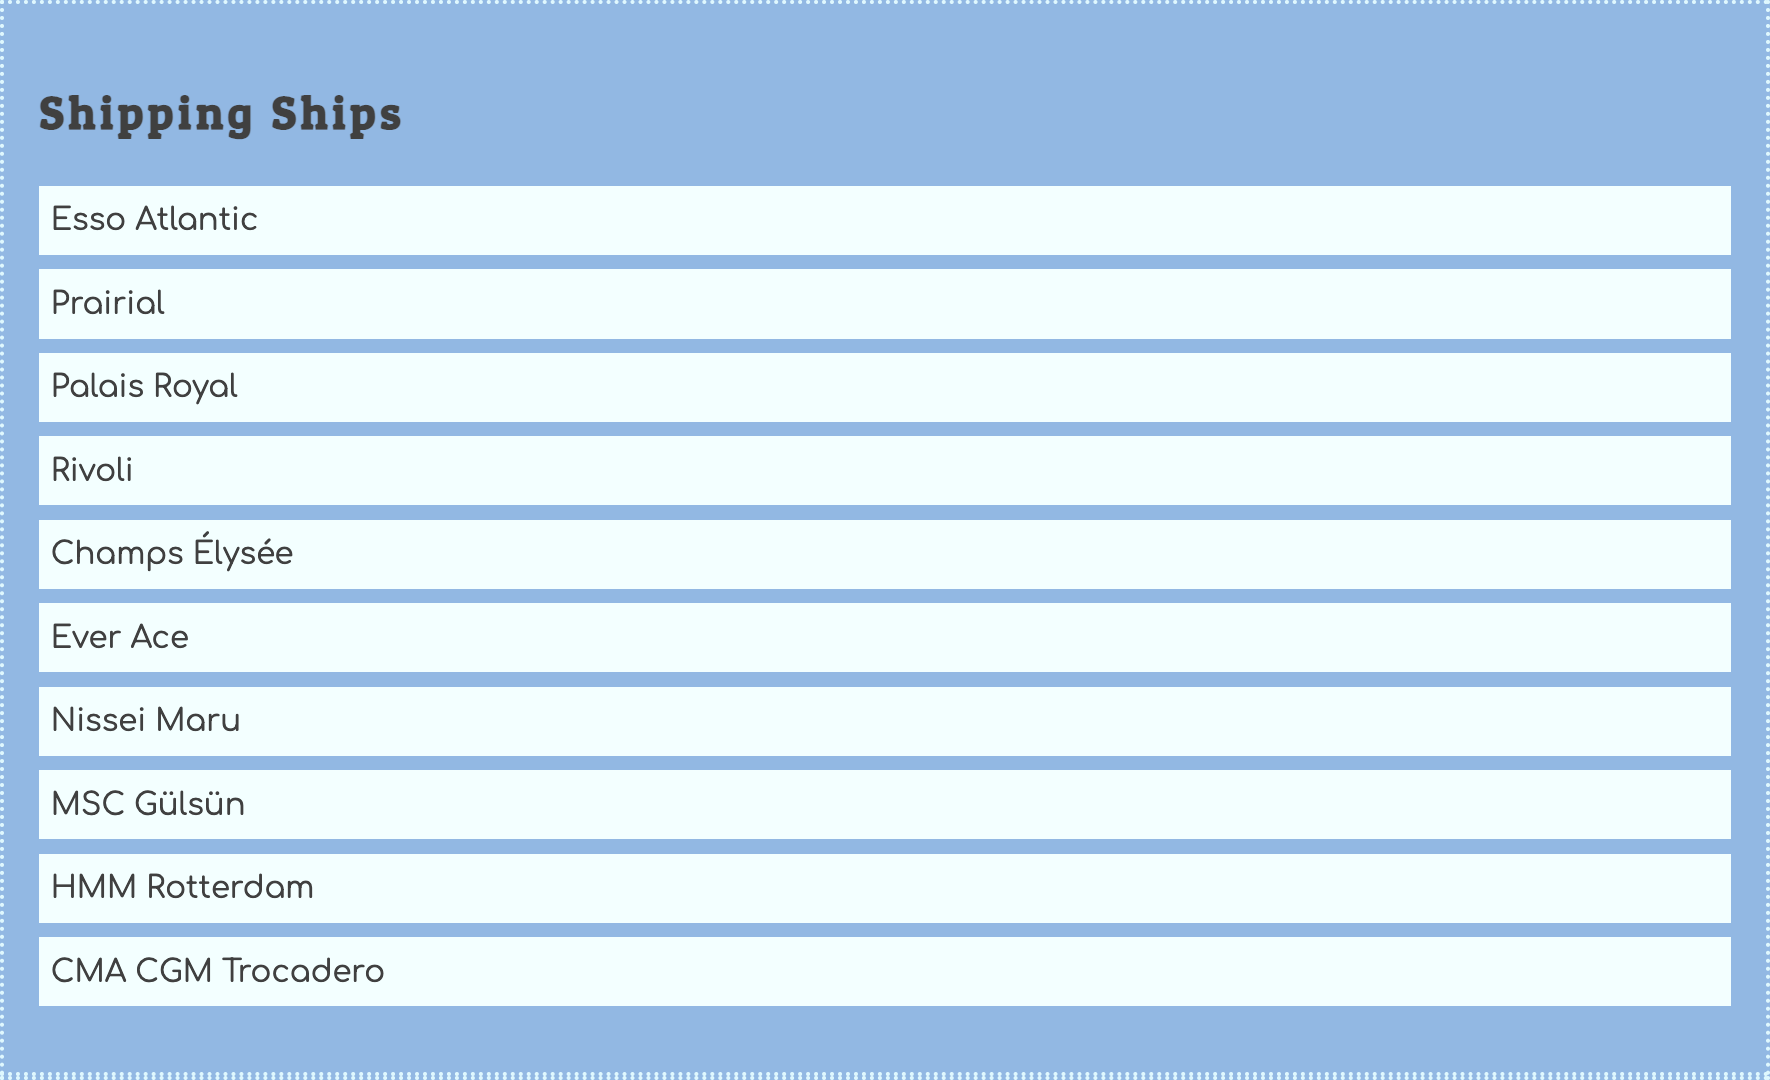 Shipping Ships
Esso Atlantic
Prairial
Palais Royal
Rivoli
Champs Élysée
Ever Ace
Nissei Maru
MSC Gülsün
HMM Rotterdam
CMA CGM Trocadero